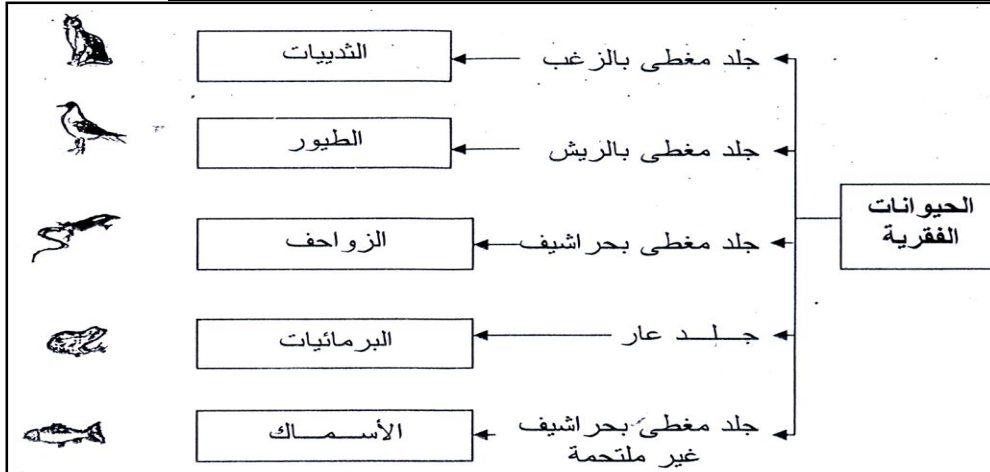 الحيوانات
الفقرية
جلد مغطى بالزغب
الثدييات
جلد مغطى بالريش
الطيور
جلد مغطى بحراشيف
الزواحف
جلد عار
البرمائيات
جلد مغطى بحراشيف
غير ملتحمة
الأسماك